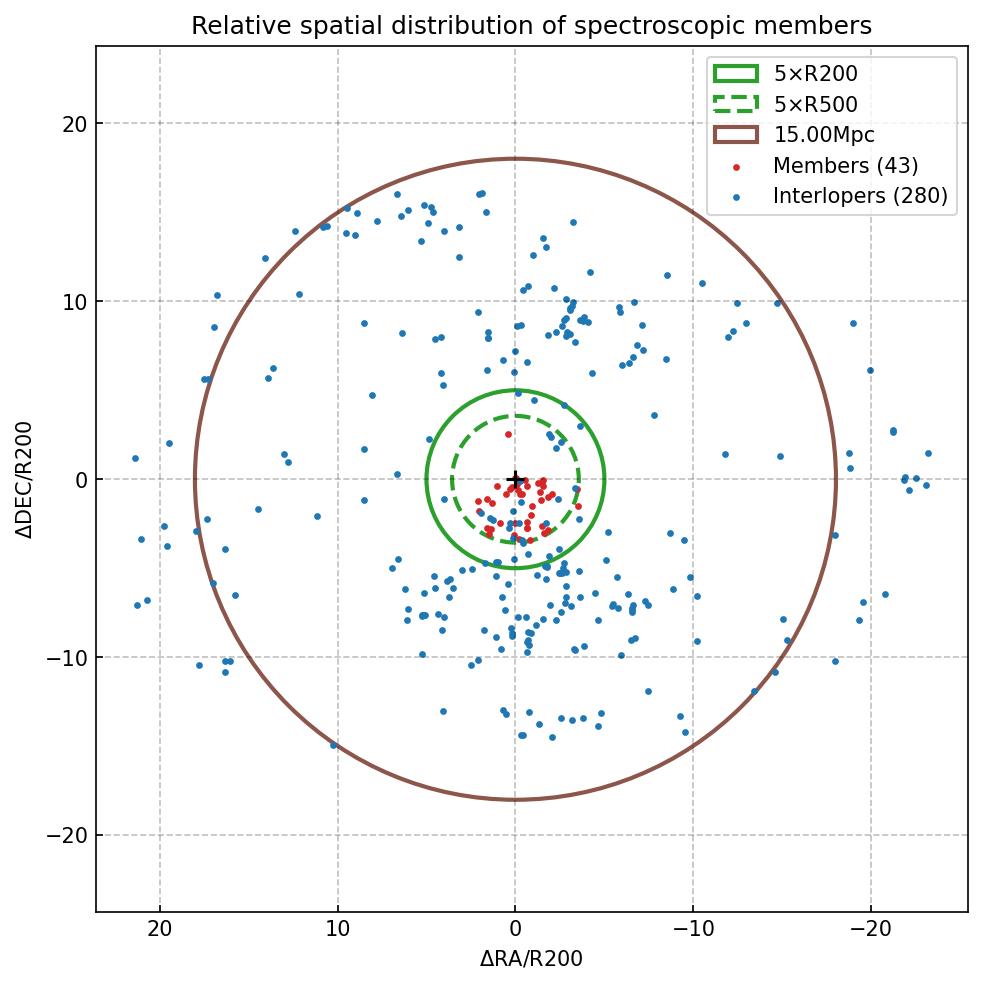 Relative spatial distribution of spectroscopic members
5×R200
5×R500
15.00Mpc
Members (43)
Interlopers (280)
20
10
0
−10
−20
ΔDEC/R200
20
10
0
−10
−20
ΔRA/R200